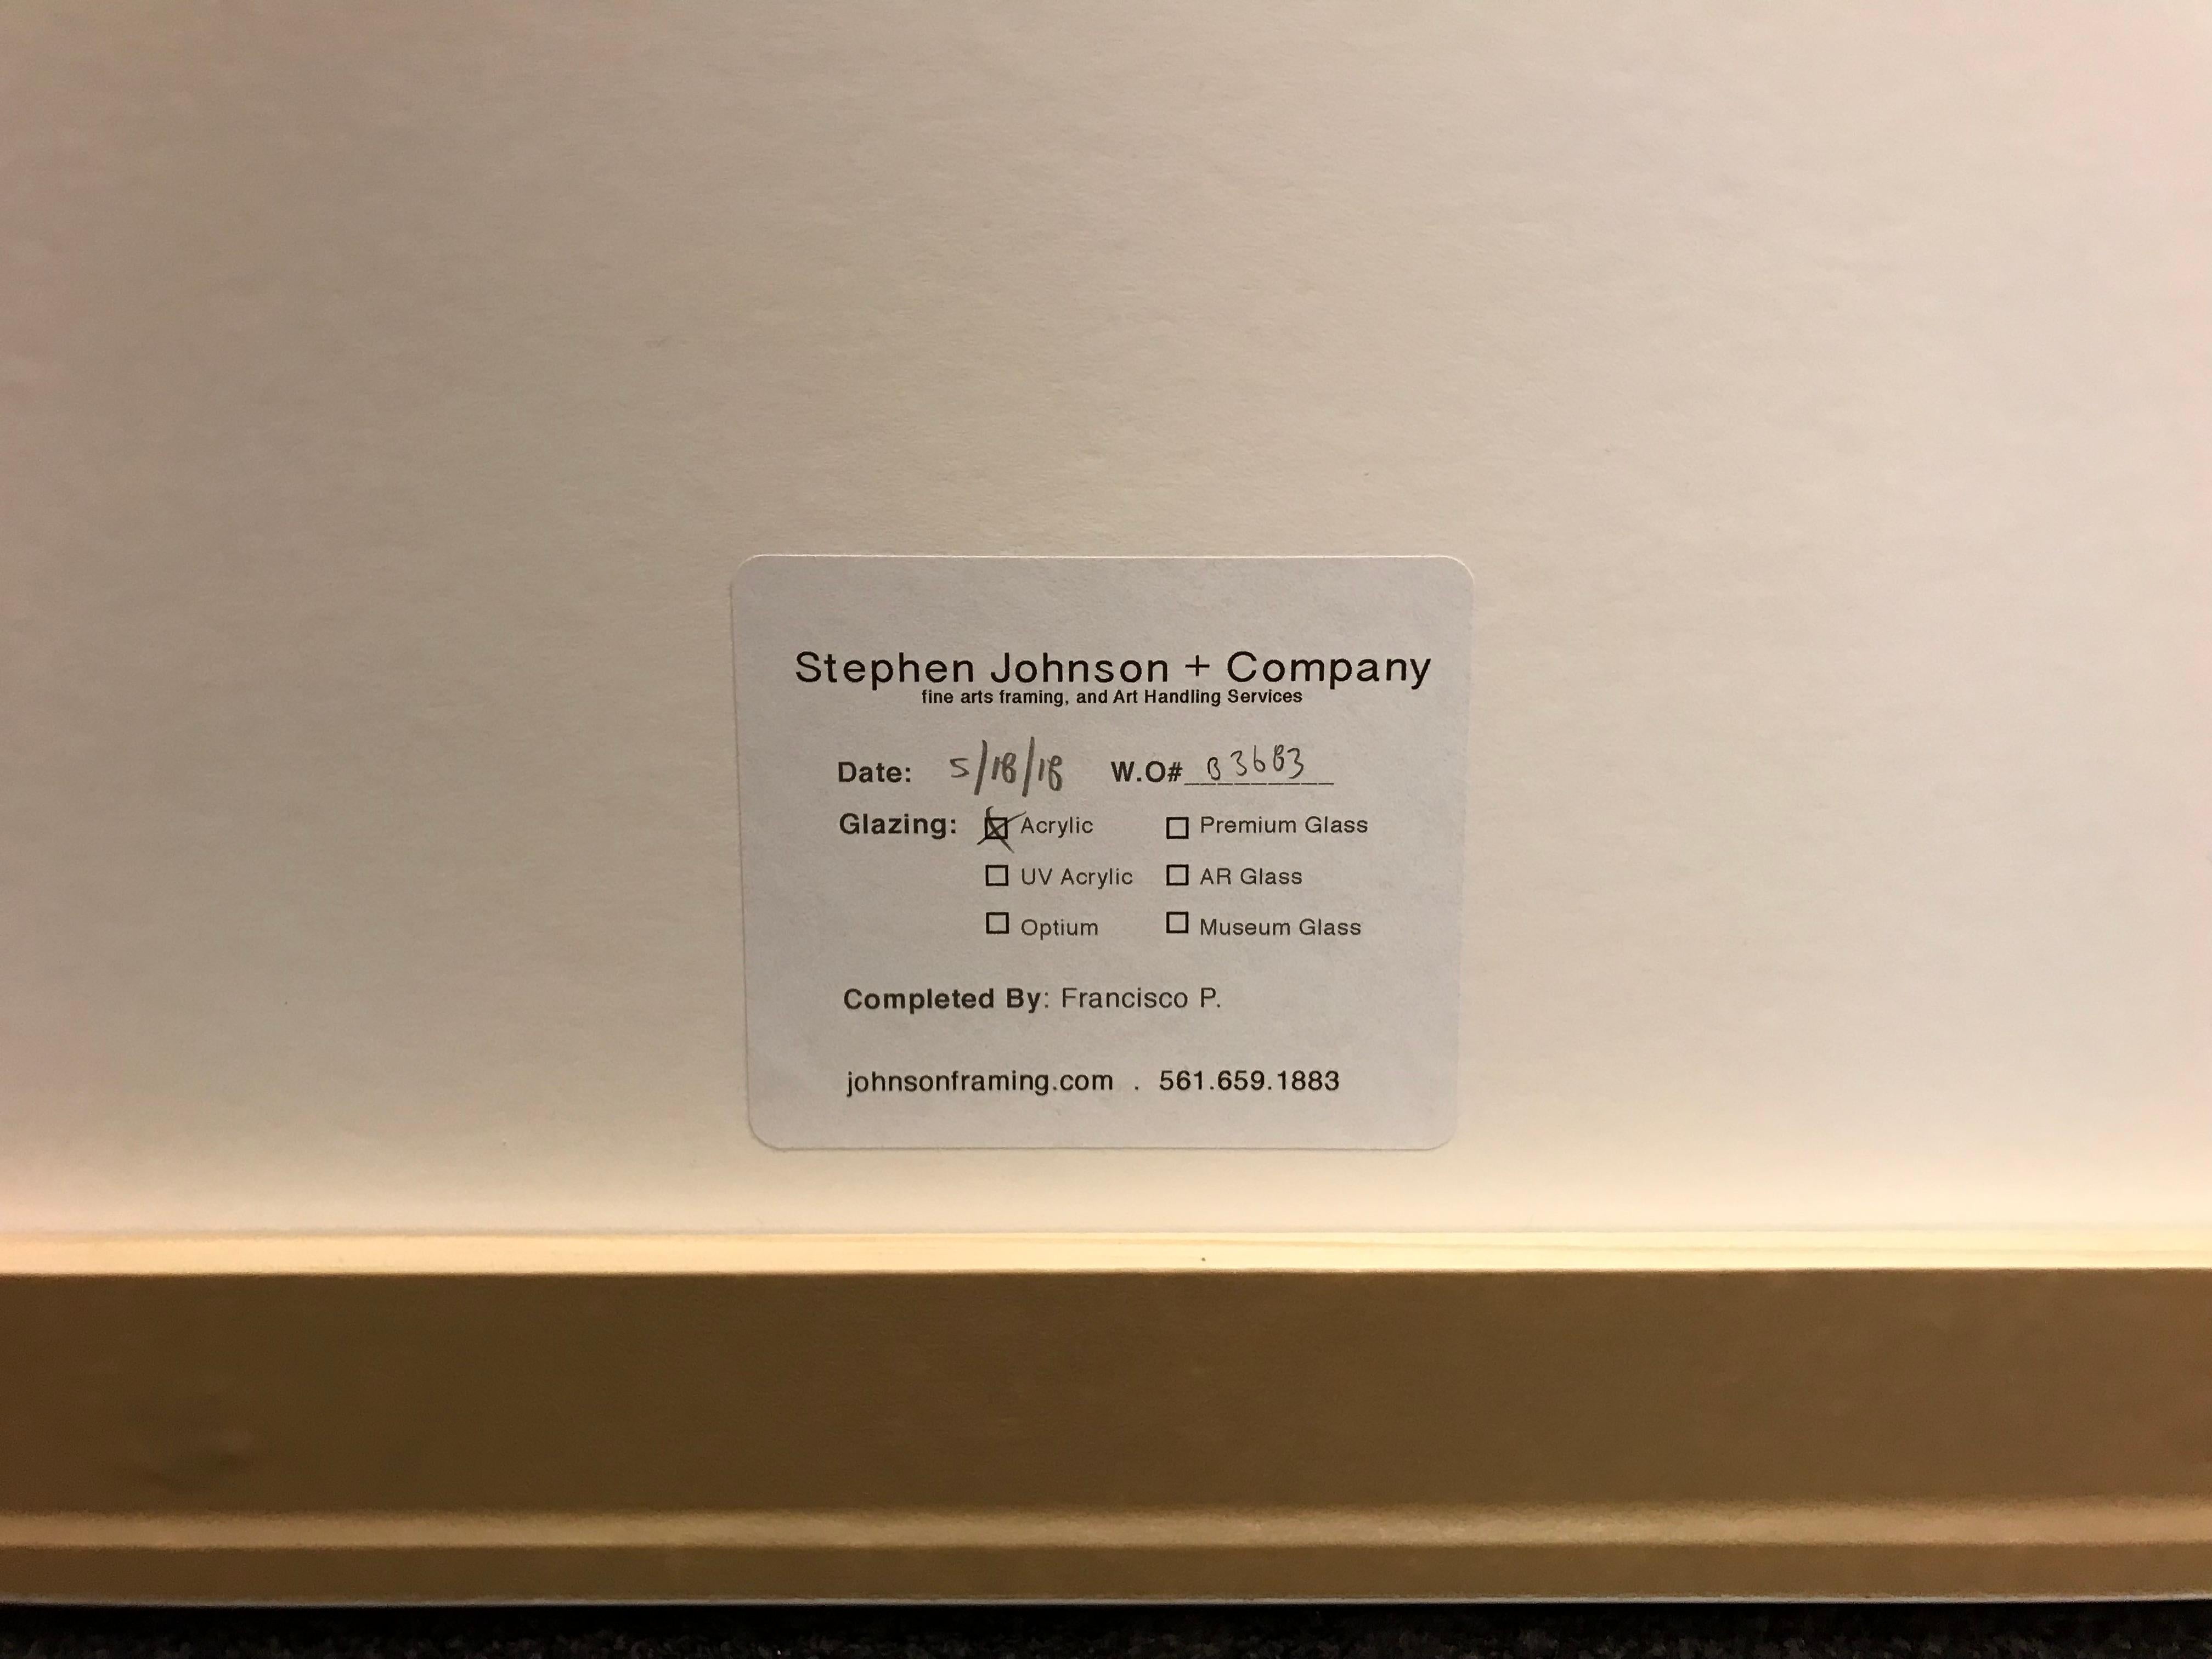 Stephen Johnson + Company
fine arts framing, and Art Handling Services
Date: 5/18/18 W.O# 83683
Glazing: Acrylic Premium Glass
UV Acrylic AR Glass
Optium Museum Glass
Completed By: Francisco P.
johnsonframing.com . 561.659.1883